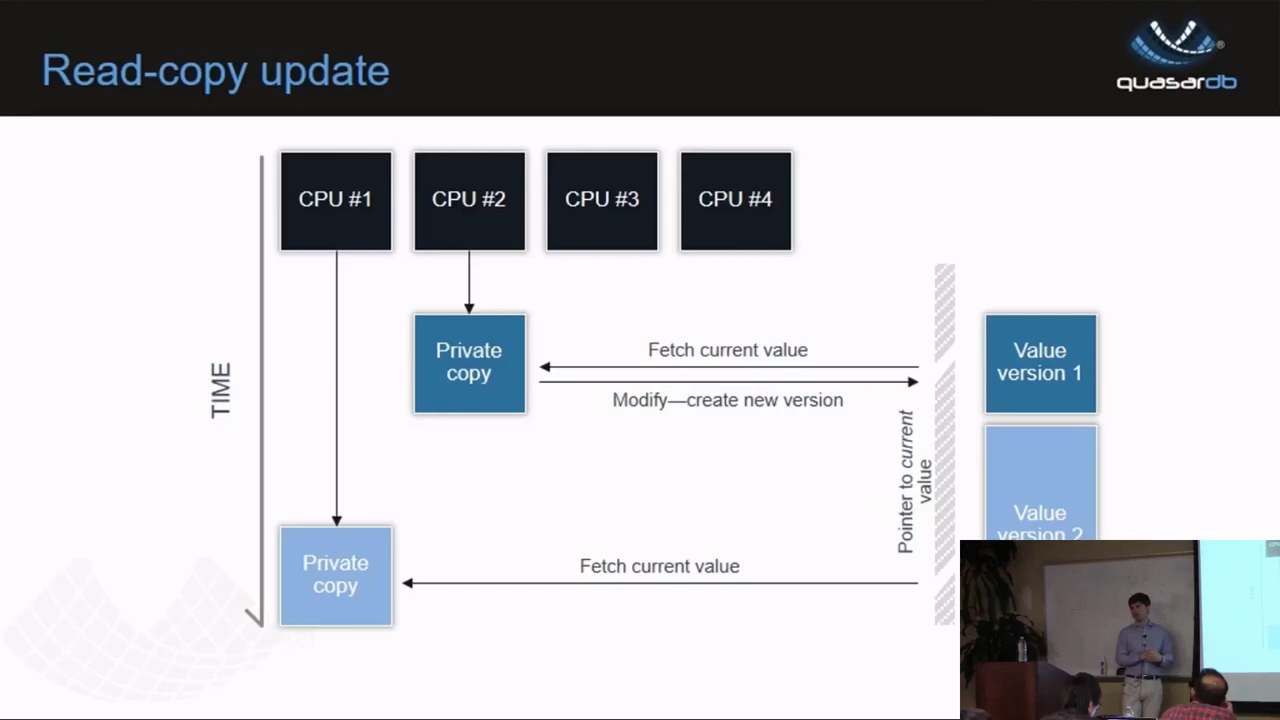 Read-copy update
quasardb
CPU #1
CPU #2
CPU #3
CPU #4
TIME
Private
copy
Fetch current value
Modify—create new version
Value
version 1
Pointer to current
value
Value
version 2
Private
copy
Fetch current value